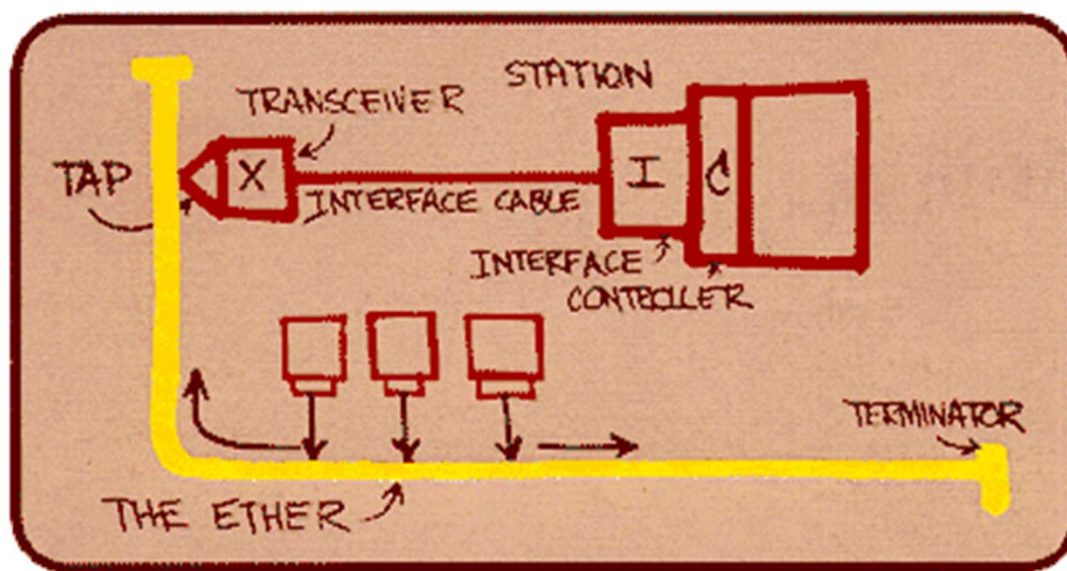 STATION
TRANSCEIVER
TAP
X
I
C
INTERFACE CABLE
INTERFACE
CONTROLLER
TERMINATOR
THE ETHER